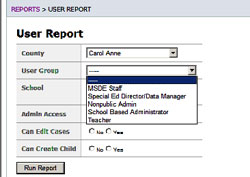 REPORTS > USER REPORT
User Report
County Carol Anne
User Group -----
-----
MSDE Staff
Special Ed Director/Data Manager
Nonpublic Admin
School Based Administrator
Teacher
School
Admin Access
Can Edit Cases No Yes
Can Create Child No Yes
Run Report